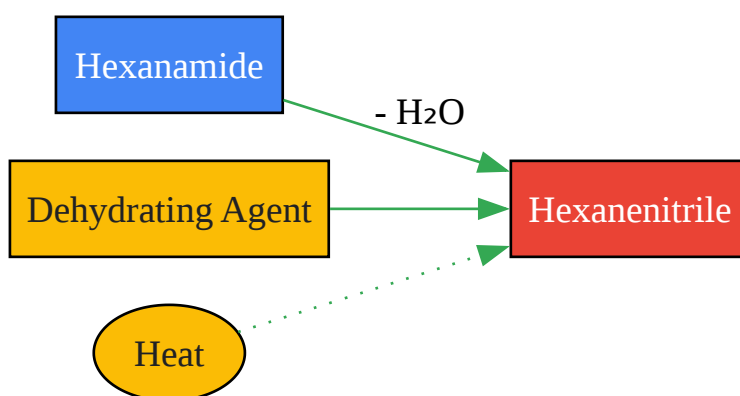 Hexanamide
- H₂O
Dehydrating Agent
Hexanenitrile
Heat